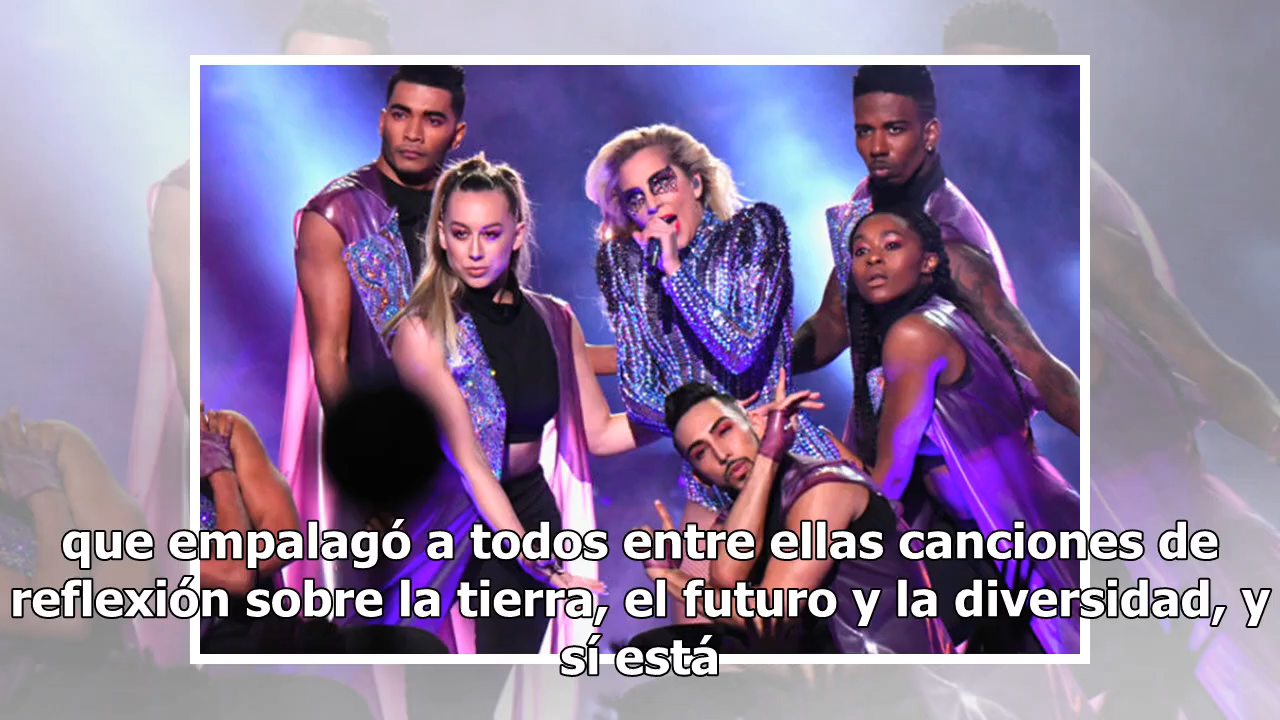 que empalagó a todos entre ellas canciones de
reflexión sobre la tierra, el futuro y la diversidad, y
sí está